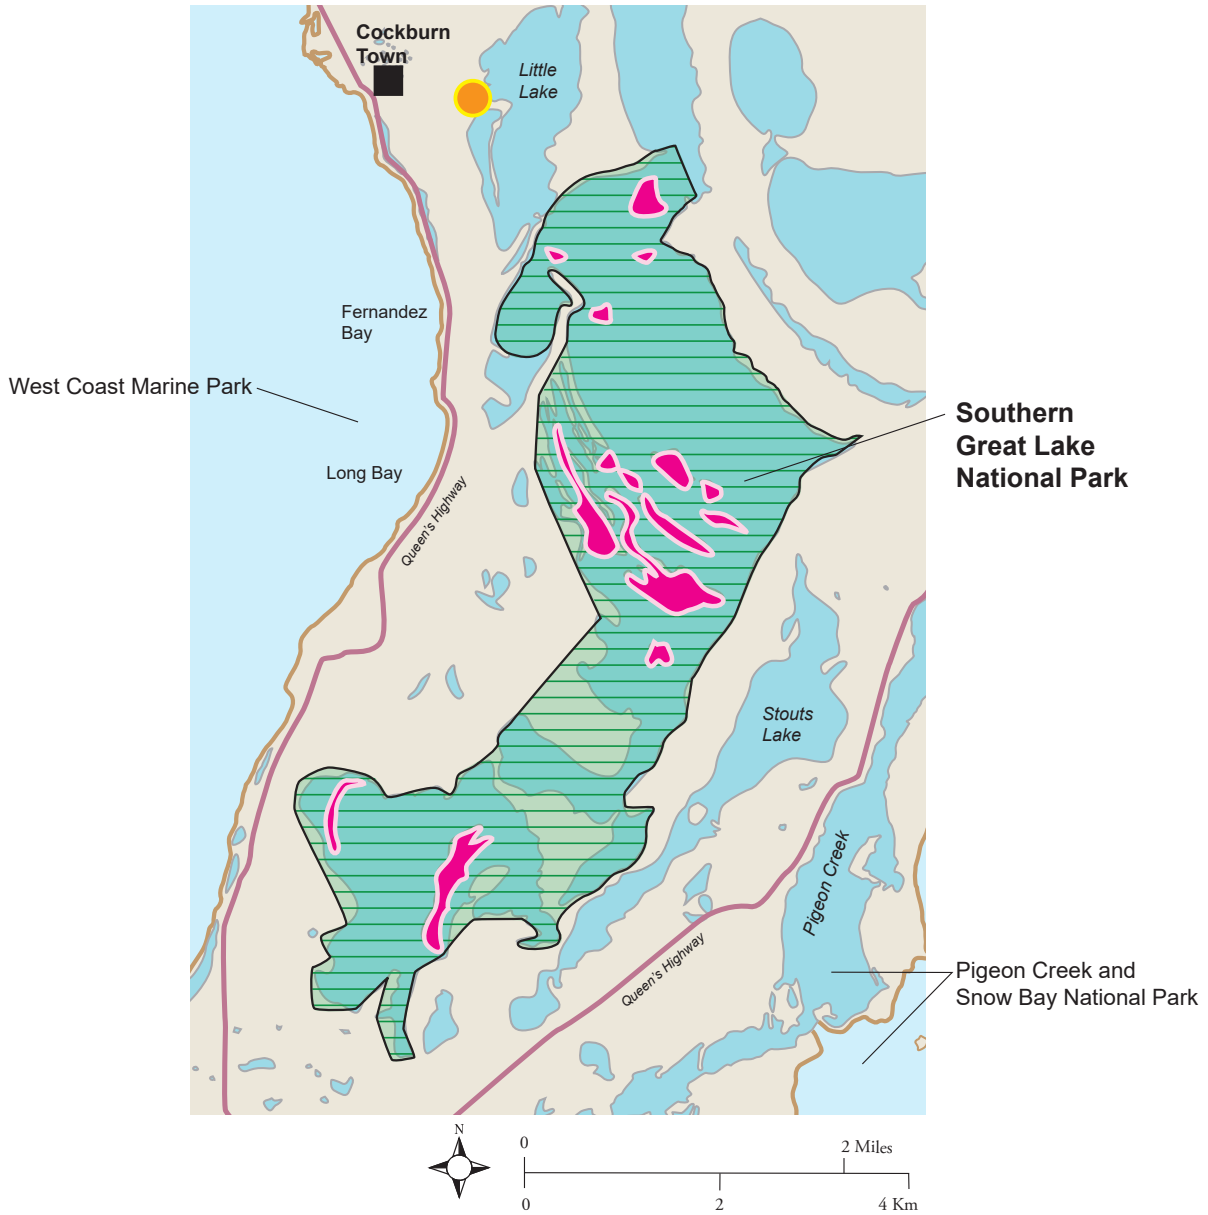 Cockburn
Town
Little
Lake
Fernandez
Bay
West Coast Marine Park
Southern
Great Lake
National Park
Long Bay
Queen's Highway
Stouts
Lake
Pigeon Creek
Queen's Highway
Pigeon Creek and
Snow Bay National Park
N
0
2 Miles
0
2
4 Km